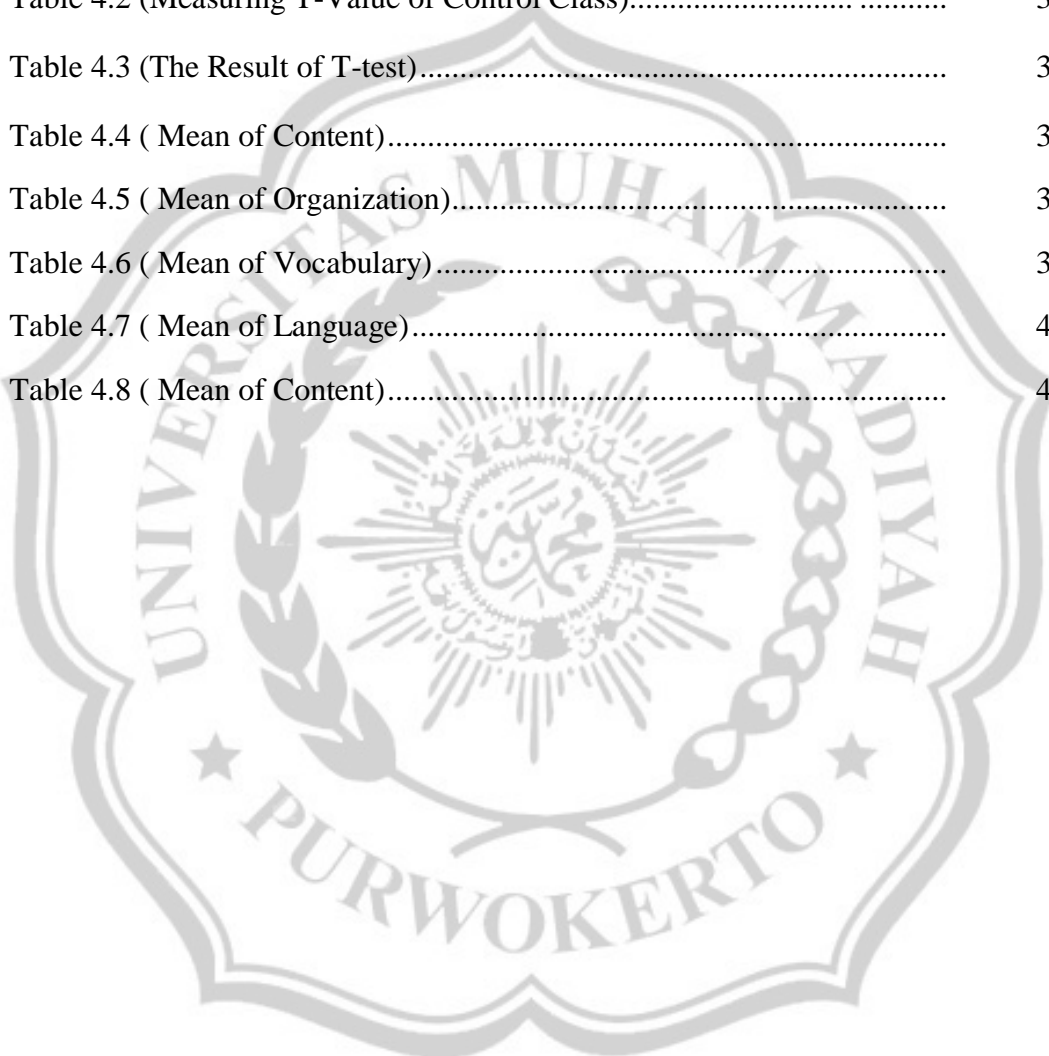 Table 4.2 (Measuring T-Value of Control Class)............................ ........... 3
Table 4.3 (The Result of T-test)................................................................... 3
Table 4.4 ( Mean of Content)....................................................................... 3
Table 4.5 ( Mean of Organization)............................................................... 3
Table 4.6 ( Mean of Vocabulary)................................................................. 3
Table 4.7 ( Mean of Language).................................................................... 4
Table 4.8 ( Mean of Content)....................................................................... 4
UNIVERSITAS MUHAMMADIYAH
PURWOKERTO